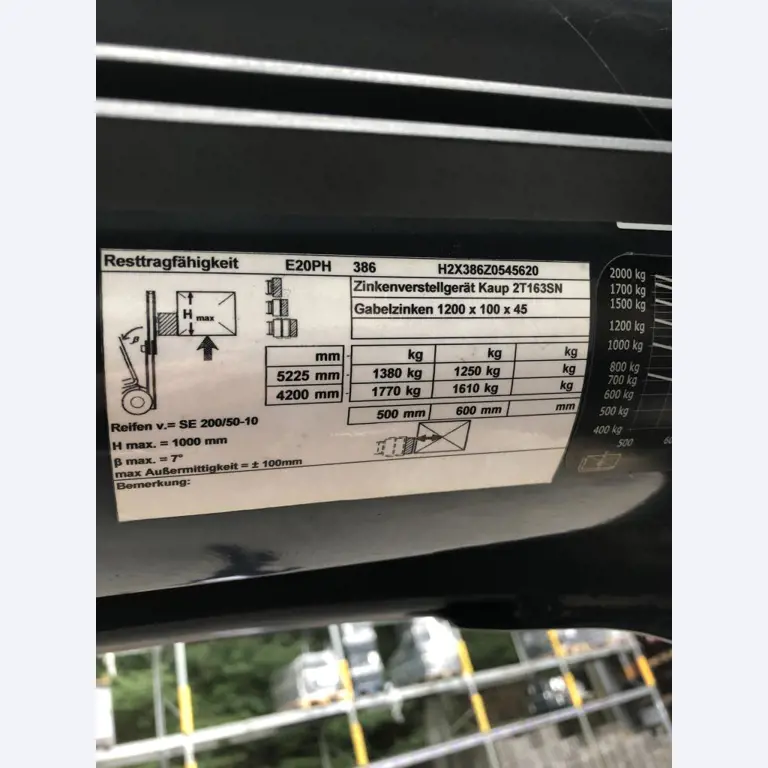 Resttragfähigkeit E20PH 386 H2X386Z0545620
Zinkenverstellgerät Kaup 2T163SN
Gabelzinken 1200 x 100 x 45
H max
β
mm kg kg kg
5225 mm 1380 kg 1250 kg kg
4200 mm 1770 kg 1610 kg kg
500 mm 600 mm mm
Reifen v.= SE 200/50-10
H max. = 1000 mm
β max. = 7°
max Außermittigkeit = ± 100mm
Bemerkung:
2000 kg
1700 kg
1500 kg
1200 kg
1000 kg
800 kg
700 kg
600 kg
500 kg
400 kg
500